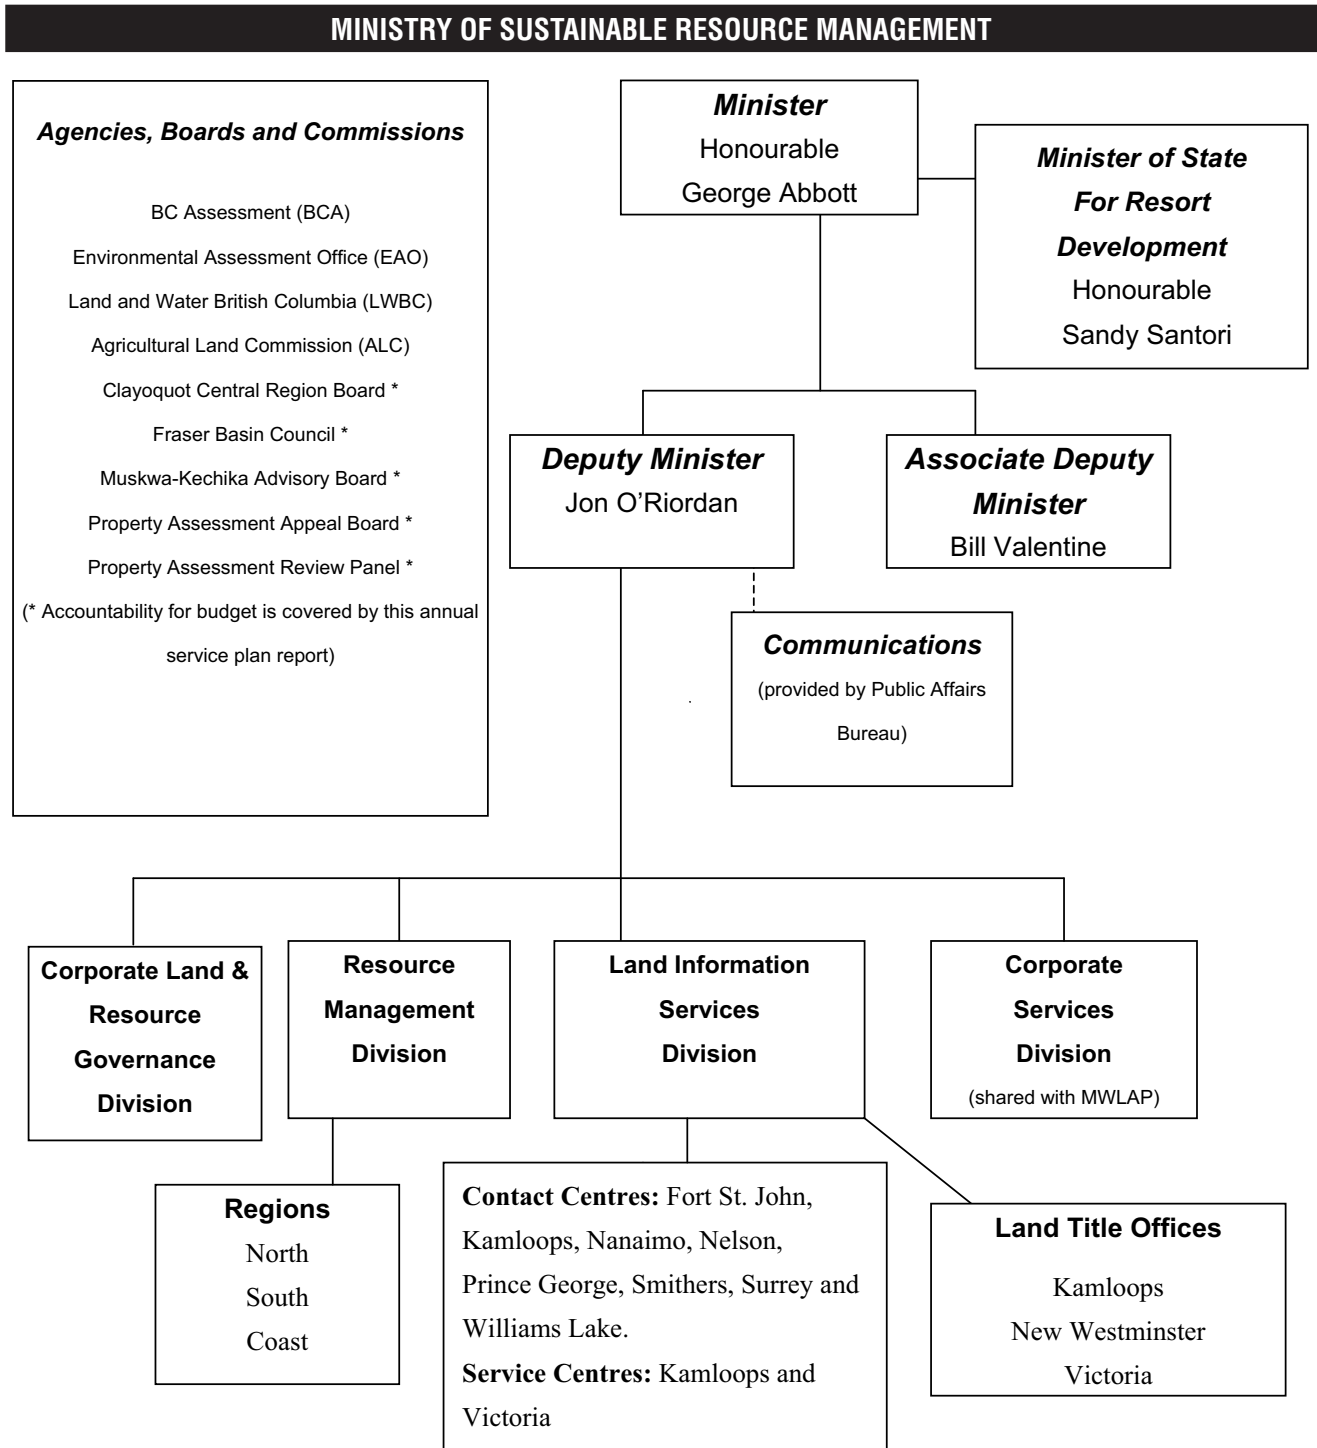 MINISTRY OF SUSTAINABLE RESOURCE MANAGEMENT
Agencies, Boards and Commissions
BC Assessment (BCA)
Environmental Assessment Office (EAO)
Land and Water British Columbia (LWBC)
Agricultural Land Commission (ALC)
Clayoquot Central Region Board *
Fraser Basin Council *
Muskwa-Kechika Advisory Board *
Property Assessment Appeal Board *
Property Assessment Review Panel *
(* Accountability for budget is covered by this annual
service plan report)
Minister
Honourable
George Abbott
Minister of State
For Resort
Development
Honourable
Sandy Santori
Deputy Minister
Jon O’Riordan
Associate Deputy
Minister
Bill Valentine
Communications
(provided by Public Affairs
Bureau)
Corporate Land &
Resource
Governance
Division
Resource
Management
Division
Land Information
Services
Division
Corporate
Services
Division
(shared with MWLAP)
Regions
North
South
Coast
Contact Centres: Fort St. John,
Kamloops, Nanaimo, Nelson,
Prince George, Smithers, Surrey and
Williams Lake.
Service Centres: Kamloops and
Victoria
Land Title Offices
Kamloops
New Westminster
Victoria